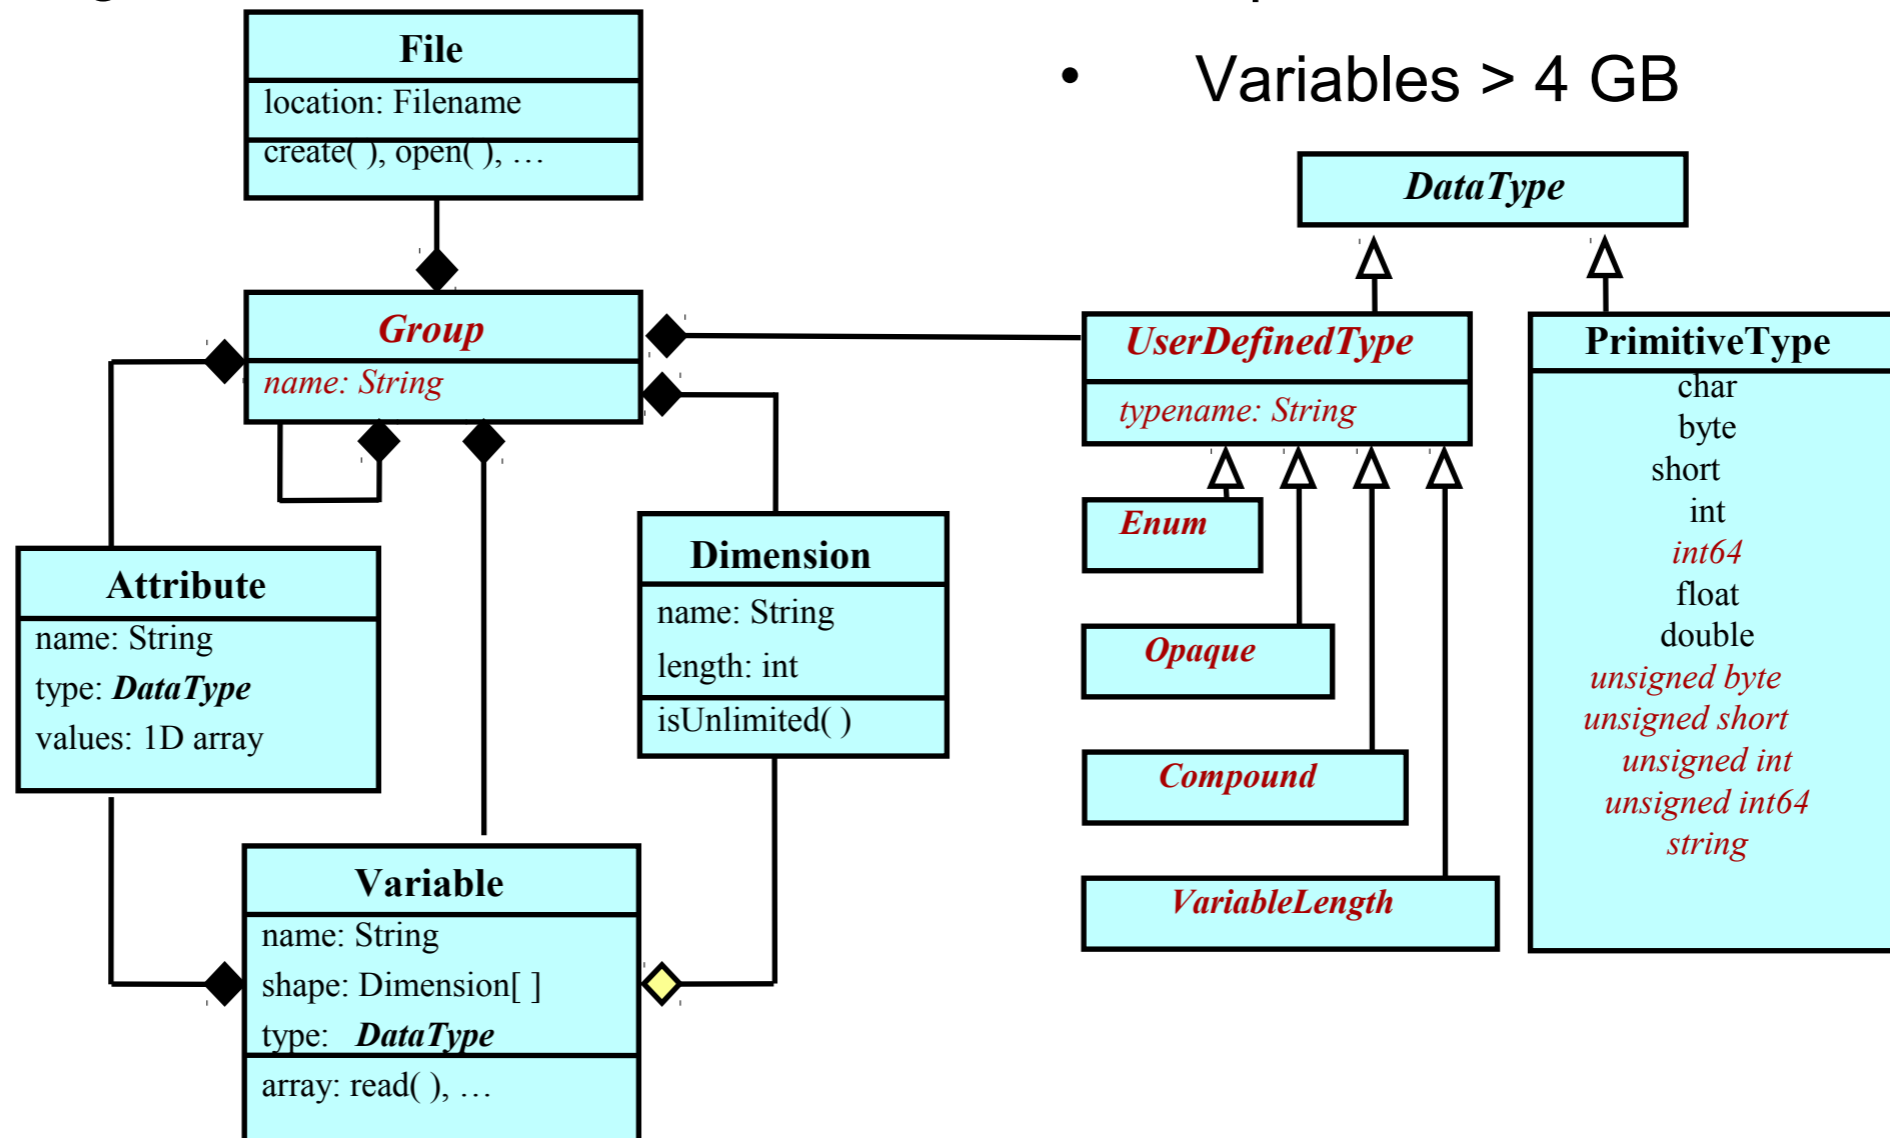 • Variables > 4 GB
File
location: Filename
create( ), open( ), …
Group
name: String
Attribute
name: String
type: DataType
values: 1D array
Dimension
name: String
length: int
isUnlimited( )
Variable
name: String
shape: Dimension[ ]
type: DataType
array: read( ), …
DataType
UserDefinedType
typename: String
Enum
Opaque
Compound
VariableLength
PrimitiveType
char
byte
short
int
int64
float
double
unsigned byte
unsigned short
unsigned int
unsigned int64
string